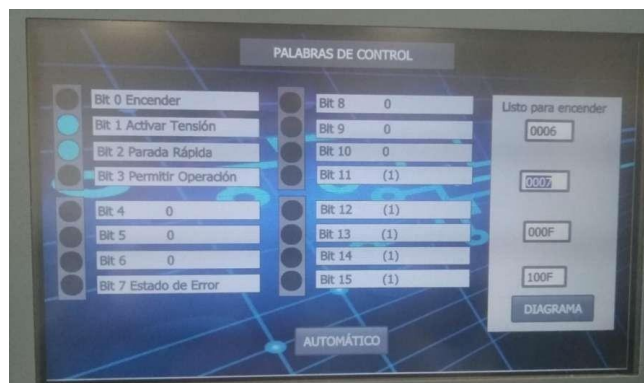 PALABRAS DE CONTROL
Bit 0 Encender
Bit 1 Activar Tensión
Bit 2 Parada Rápida
Bit 3 Permitir Operación
Bit 4 0
Bit 5 0
Bit 6 0
Bit 7 Estado de Error
Bit 8 0
Bit 9 0
Bit 10 0
Bit 11 (1)
Bit 12 (1)
Bit 13 (1)
Bit 14 (1)
Bit 15 (1)
Listo para encender
0006
0007
000F
100F
DIAGRAMA
AUTOMÁTICO